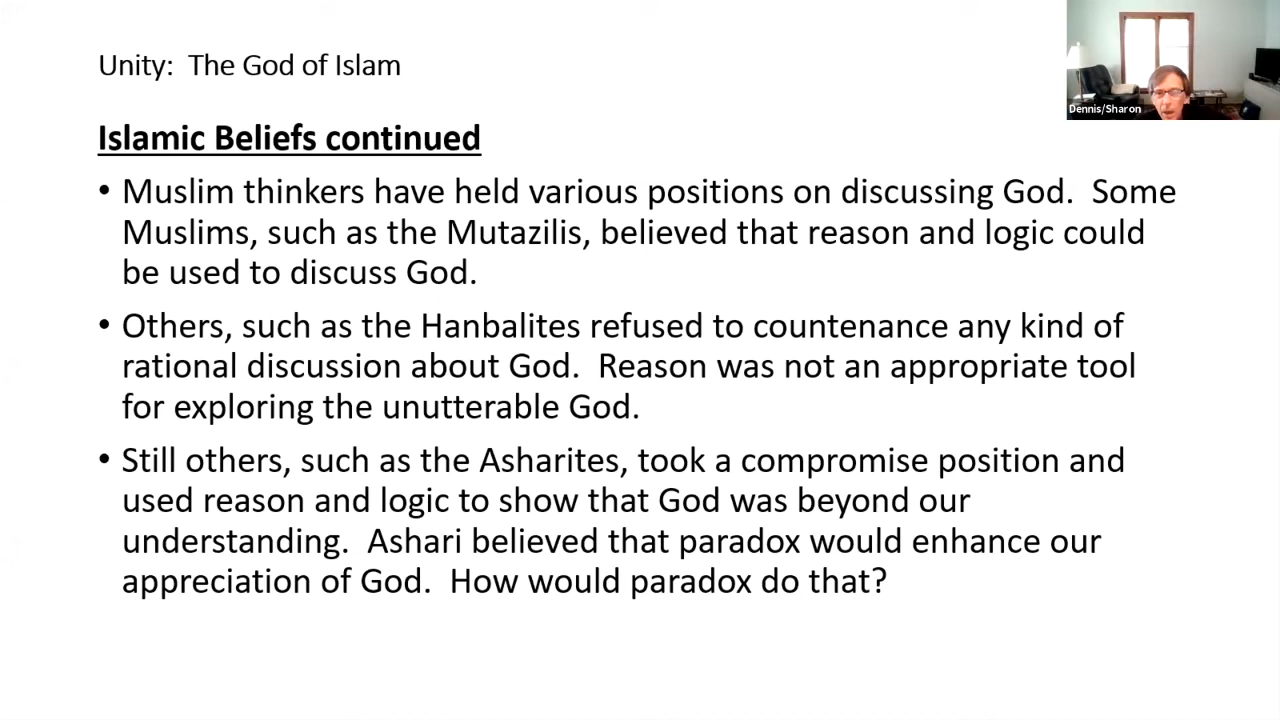 Unity:  The God of Islam
Dennis/Sharon
Islamic Beliefs continued
• Muslim thinkers have held various positions on discussing God.  Some
Muslims, such as the Mutazilis, believed that reason and logic could
be used to discuss God.
• Others, such as the Hanbalites refused to countenance any kind of
rational discussion about God.  Reason was not an appropriate tool
for exploring the unutterable God.
• Still others, such as the Asharites, took a compromise position and
used reason and logic to show that God was beyond our
understanding.  Ashari believed that paradox would enhance our
appreciation of God.  How would paradox do that?